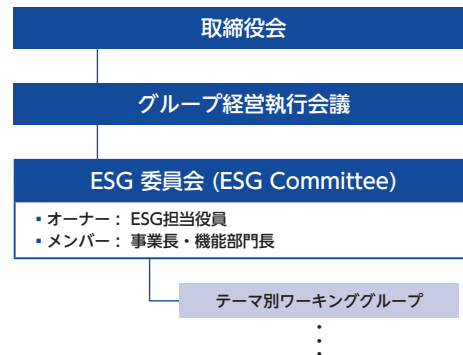 取締役会
グループ経営執行会議
ESG 委員会 (ESG Committee)
▪ オーナー： ESG担当役員
▪ メンバー： 事業長・機能部門長
テーマ別ワーキンググループ